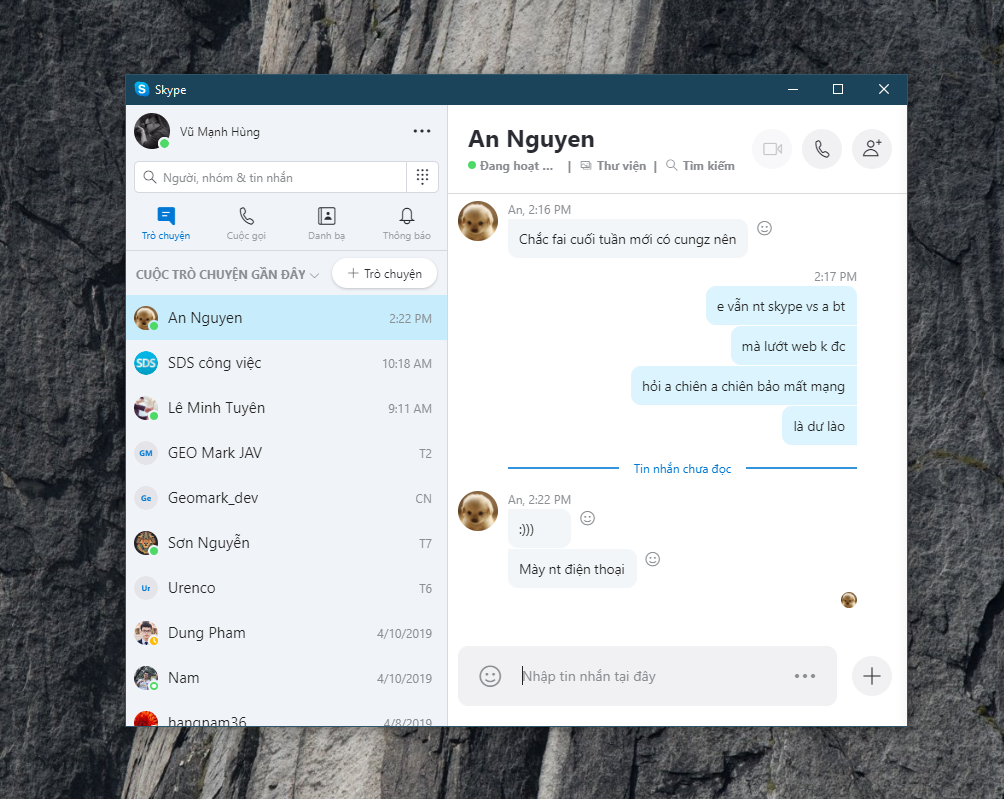 S Skype
Vũ Mạnh Hùng
Người, nhóm & tin nhắn
Trò chuyện
Cuộc gọi
Danh bạ
Thông báo
CUỘC TRÒ CHUYỆN GẦN ĐÂY
+ Trò chuyện
An Nguyen 2:22 PM
SDS SDS công việc 10:18 AM
Lê Minh Tuyên 9:11 AM
GM GEO Mark JAV T2
Ge Geomark_dev CN
Sơn Nguyễn T7
Ur Urenco T6
Dung Pham 4/10/2019
Nam 4/10/2019
hangnam36 4/8/2019
An Nguyen
Đang hoạt ... | Thư viện | Tìm kiếm
An, 2:16 PM
Chắc fai cuối tuần mới có cungz nên
2:17 PM
e vẫn nt skype vs a bt
mà lướt web k đc
hỏi a chiên a chiên bảo mất mạng
là dư lào
Tin nhắn chưa đọc
An, 2:22 PM
:)))
Mày nt điện thoại
Nhập tin nhắn tại đây